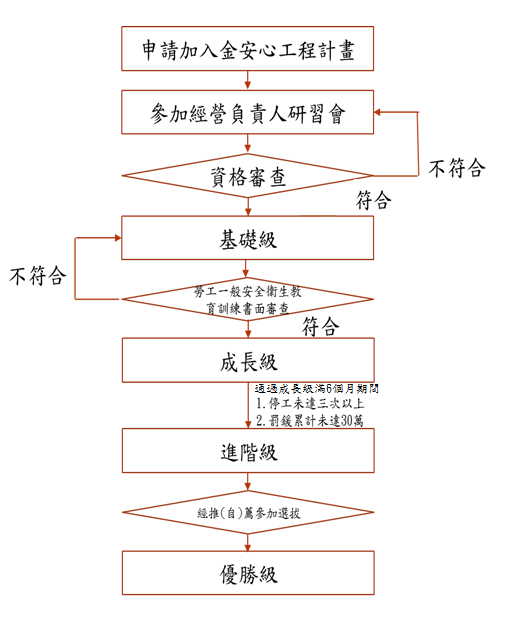 申請加入金安心工程計畫
參加經營負責人研習會
資格審查
不符合
符合
基礎級
不符合
勞工一般安全衛生教
育訓練書面審查
符合
成長級
通過成長級滿6個月期間
1.停工未達三次以上
2.罰鍰累計未達30萬
進階級
經推(自)薦參加選拔
優勝級